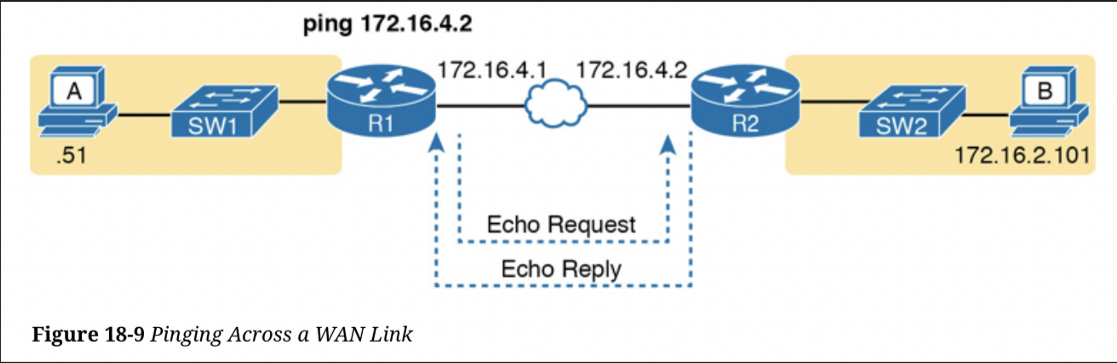 ping 172.16.4.2
172.16.4.1 172.16.4.2
A
B
SW1
R1
R2
SW2
.51
172.16.2.101
Echo Request
Echo Reply
Figure 18-9 Pinging Across a WAN Link